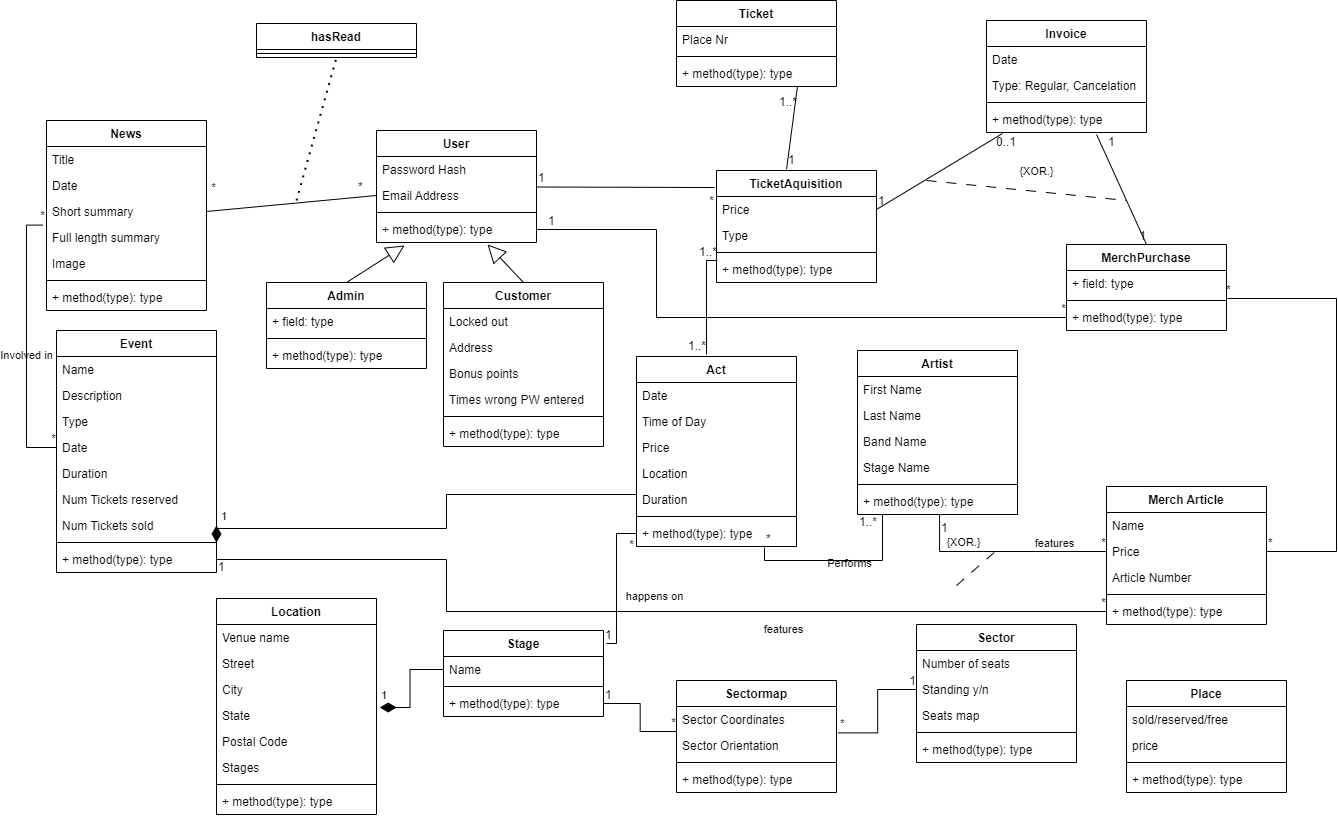 hasRead
Ticket
Place Nr
+ method(type): type
1..*
1
Invoice
Date
Type: Regular, Cancelation
+ method(type): type
0..1
1
{XOR.}
News
Title
Date
Short summary
Full length summary
Image
+ method(type): type
*
*
*
User
Password Hash
Email Address
+ method(type): type
1
1
TicketAquisition
Price
Type
+ method(type): type
*
1
1..*
1
MerchPurchase
+ field: type
+ method(type): type
*
*
Admin
+ field: type
+ method(type): type
Customer
Locked out
Address
Bonus points
Times wrong PW entered
+ method(type): type
Involved in
*
Event
Name
Description
Type
Date
Duration
Num Tickets reserved
Num Tickets sold
+ method(type): type
1
1
1..*
Act
Date
Time of Day
Price
Location
Duration
+ method(type): type
*
*
Artist
First Name
Last Name
Band Name
Stage Name
+ method(type): type
1..*
1
Performs
{XOR.}
features
Merch Article
Name
Price
Article Number
+ method(type): type
*
*
*
happens on
features
Location
Venue name
Street
City
State
Postal Code
Stages
+ method(type): type
1
Stage
Name
+ method(type): type
1
1
Sectormap
Sector Coordinates
Sector Orientation
+ method(type): type
*
*
Sector
Number of seats
Standing y/n
Seats map
+ method(type): type
1
Place
sold/reserved/free
price
+ method(type): type